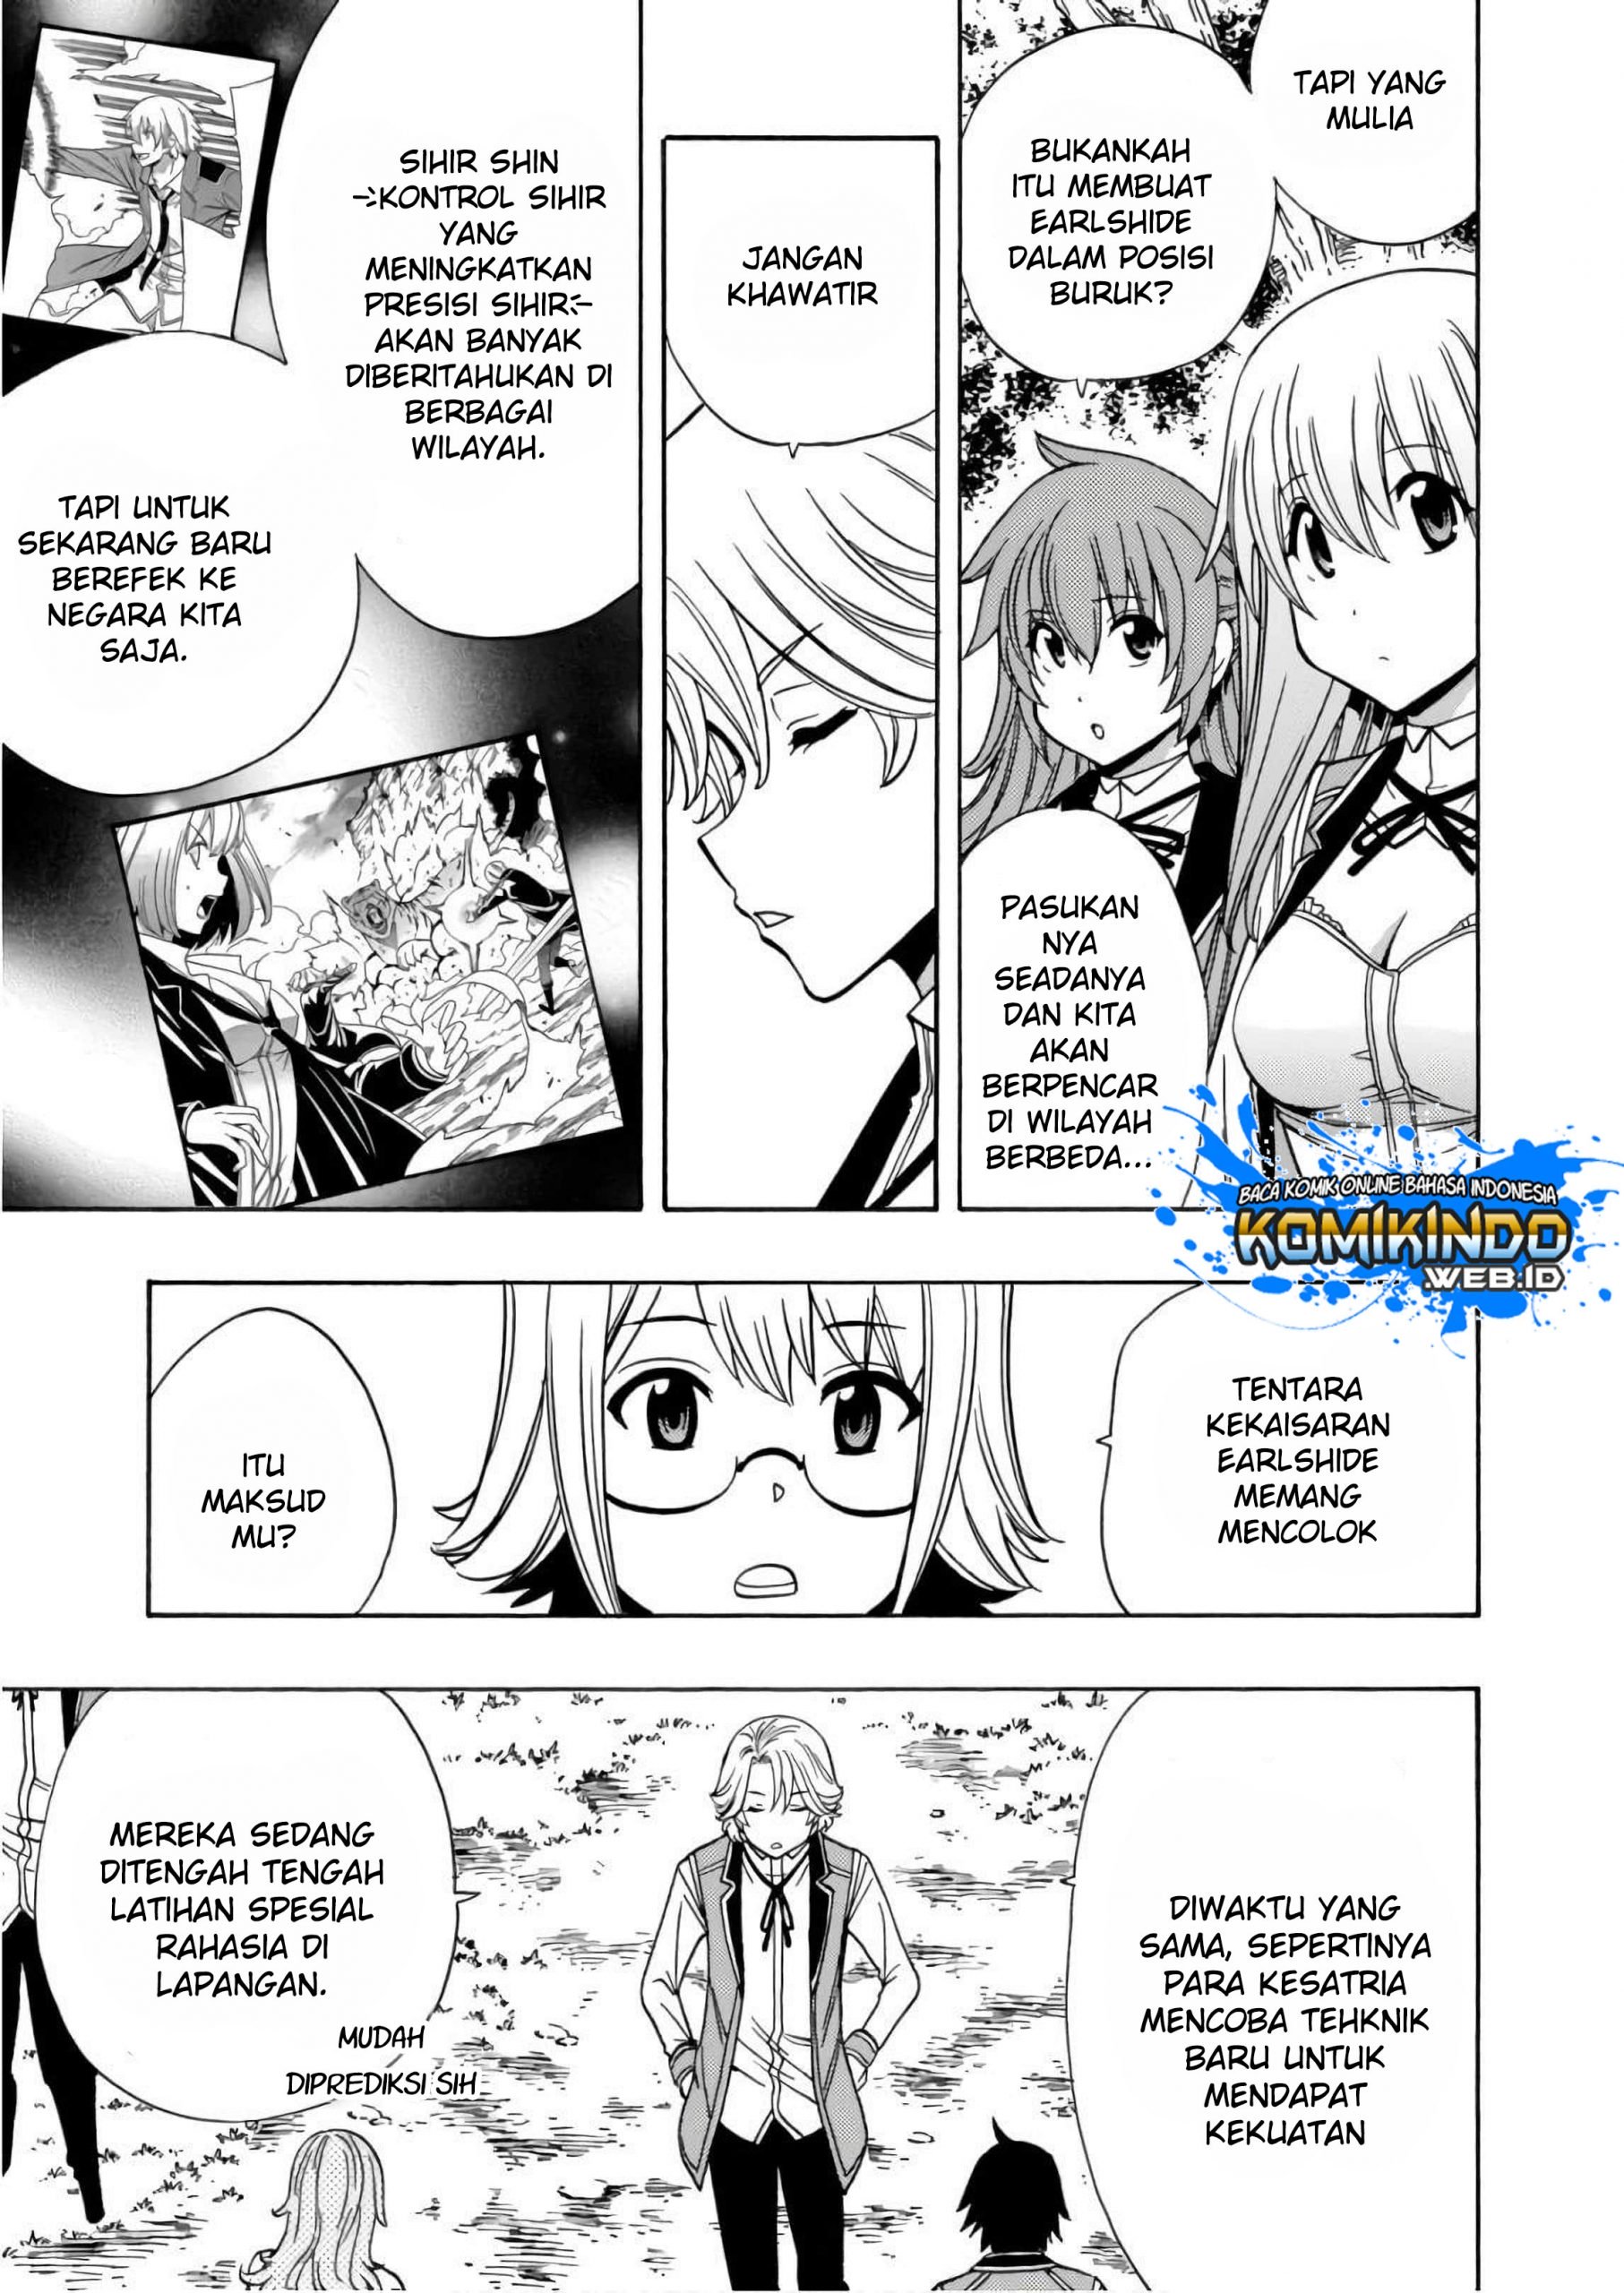 TAPI YANG
MULIA
BUKANKAH
ITU MEMBUAT
EARLSHIDE
DALAM POSISI
BURUK?
PASUKAN
NYA
SEADANYA
DAN KITA
AKAN
BERPENCAR
DI WILAYAH
BERBEDA...
JANGAN
KHAWATIR
SIHIR SHIN
-KONTROL SIHIR
YANG
MENINGKATKAN
PRESISI SIHIR-
AKAN BANYAK
DIBERITAHUKAN DI
BERBAGAI
WILAYAH.
TAPI UNTUK
SEKARANG BARU
BEREFEK KE
NEGARA KITA
SAJA.
BACA KOMIK ONLINE BAHASA INDONESIA
KOMIKINDO
.WEB.ID
TENTARA
KEKAISARAN
EARLSHIDE
MEMANG
MENCOLOK
ITU
MAKSUD
MU?
DIWAKTU YANG
SAMA, SEPERTINYA
PARA KESATRIA
MENCOBA TEHKNIK
BARU UNTUK
MENDAPAT
KEKUATAN
MEREKA SEDANG
DITENGAH TENGAH
LATIHAN SPESIAL
RAHASIA DI
LAPANGAN.
MUDAH
DIPREDIKSI SIH